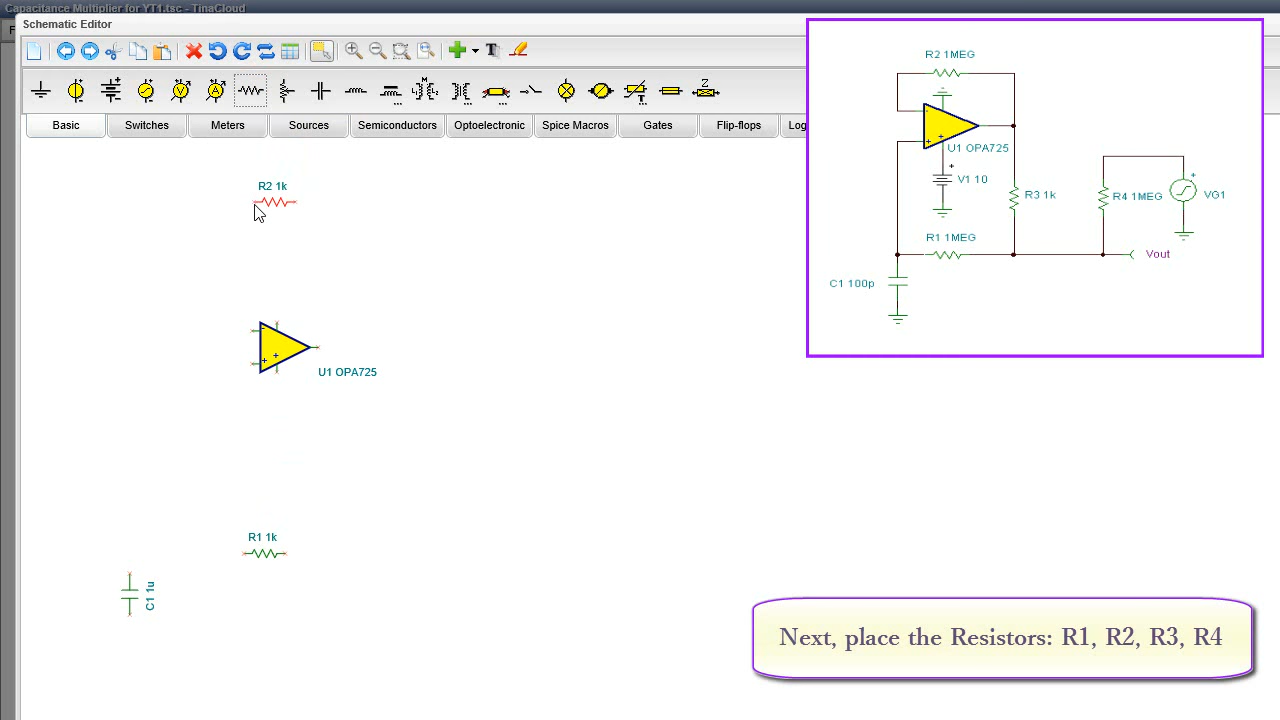 Capacitance Multiplier for YT1.tsc - TinaCloud
F
Schematic Editor
T
M
Z
Basic
Switches
Meters
Sources
Semiconductors
Optoelectronic
Spice Macros
Gates
Flip-flops
Log
R2 1k
U1 OPA725
R1 1k
C1 1u
R2 1MEG
U1 OPA725
V1 10
R3 1k
R4 1MEG
VG1
R1 1MEG
Vout
C1 100p
Next, place the Resistors: R1, R2, R3, R4